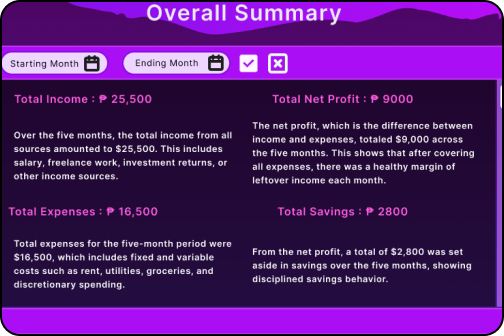 Overall Summary
Starting Month
Ending Month
Total Income : ₱ 25,500
Over the five months, the total income from all
sources amounted to $25,500. This includes
salary, freelance work, investment returns, or
other income sources.
Total Net Profit : ₱ 9000
The net profit, which is the difference between
income and expenses, totaled $9,000 across
the five months. This shows that after covering
all expenses, there was a healthy margin of
leftover income each month.
Total Expenses : ₱ 16,500
Total expenses for the five-month period were
$16,500, which includes fixed and variable
costs such as rent, utilities, groceries, and
discretionary spending.
Total Savings : ₱ 2800
From the net profit, a total of $2,800 was set
aside in savings over the five months, showing
disciplined savings behavior.